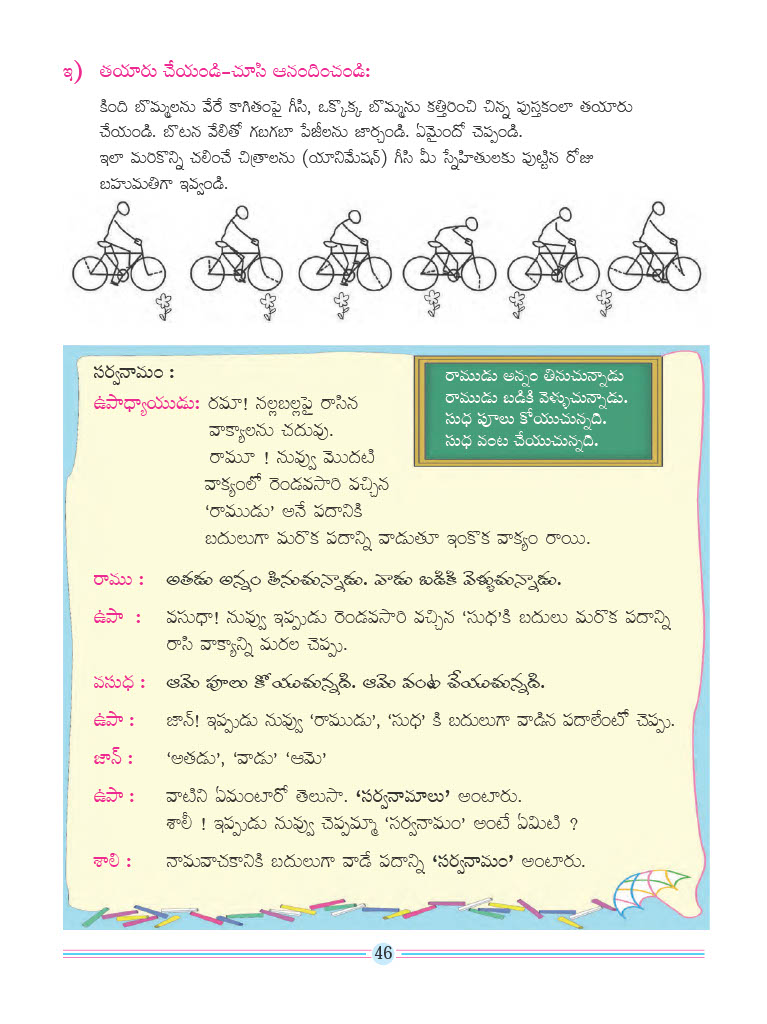 ఇ) తయారు చేయండి-చూసి ఆనందించండి:
కింది బొమ్మలను వేరే కాగితంపై గీసి, ఒక్కొక్క బొమ్మను కత్తిరించి చిన్న పుస్తకంలా తయారు
చేయండి. బొటన వేలితో గబగబా పేజీలను జార్చండి. ఏమైందో చెప్పండి.
ఇలా మరికొన్ని చలించే చిత్రాలను (యానిమేషన్) గీసి మీ స్నేహితులకు పుట్టిన రోజు
బహుమతిగా ఇవ్వండి.
సర్వనామం :
రాముడు అన్నం తినుచున్నాడు
రాముడు బడికి వెళ్ళుచున్నాడు.
సుధ పూలు కోయుచున్నది.
సుధ వంట చేయుచున్నది.
ఉపాధ్యాయుడు: రమా! నల్లబల్లపై రాసిన
వాక్యాలను చదువు.
రామూ ! నువ్వు మొదటి
వాక్యంలో రెండవసారి వచ్చిన
‘రాముడు’ అనే పదానికి
బదులుగా మరొక పదాన్ని వాడుతూ ఇంకొక వాక్యం రాయి.
రాము : అతడు అన్నం తినుచున్నాడు. వాడు బడికి వెళ్ళుచున్నాడు.
ఉపా : వసుధా! నువ్వు ఇప్పుడు రెండవసారి వచ్చిన ‘సుధ’కి బదులు మరొక పదాన్ని
రాసి వాక్యాన్ని మరల చెప్పు.
వసుధ : ఆమె పూలు కోయుచున్నది. ఆమె వంట చేయుచున్నది.
ఉపా : జాన్! ఇప్పుడు నువ్వు ‘రాముడు’, ‘సుధ’ కి బదులుగా వాడిన పదాలేంటో చెప్పు.
జాన్ : ‘అతడు’, ‘వాడు’ ‘ఆమె’
ఉపా : వాటిని ఏమంటారో తెలుసా. ‘సర్వనామాలు’ అంటారు.
శాలీ ! ఇప్పుడు నువ్వు చెప్పమ్మా ‘సర్వనామం’ అంటే ఏమిటి ?
శాలి : నామవాచకానికి బదులుగా వాడే పదాన్ని ‘సర్వనామం’ అంటారు.
46